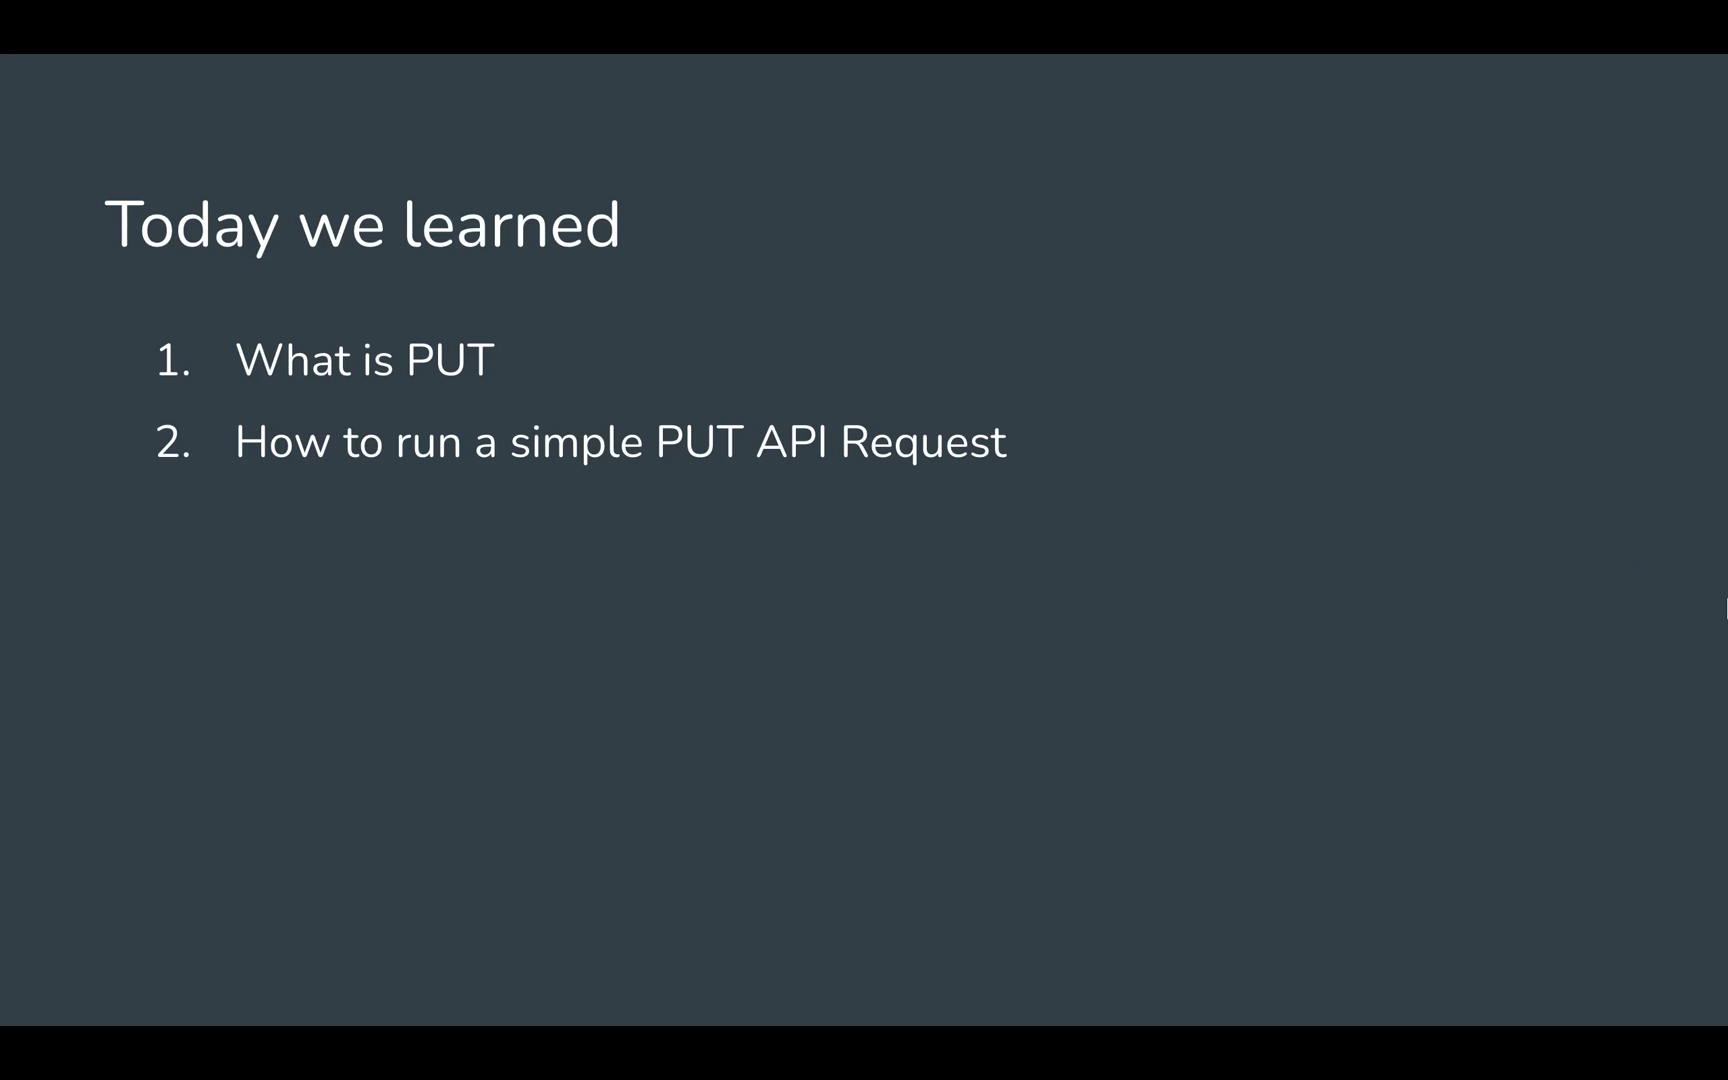 Today we learned
1. What is PUT
2. How to run a simple PUT API Request